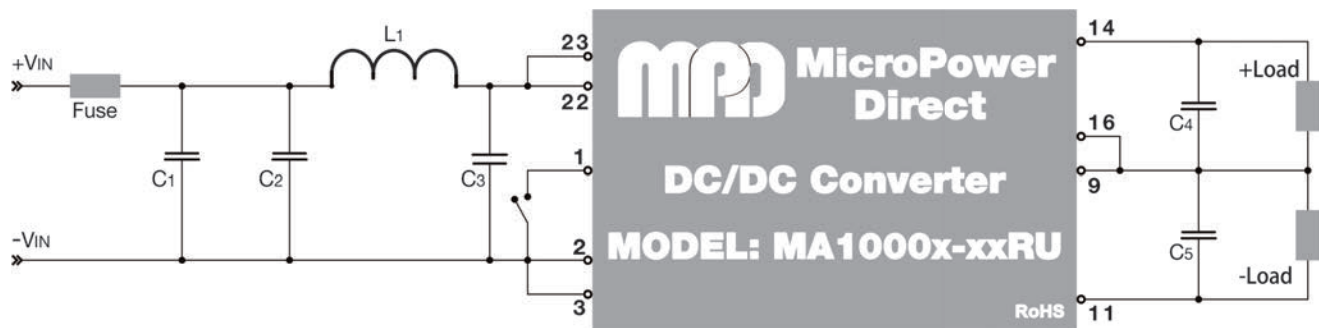 +VIN
Fuse
C1
C2
L1
C3
-VIN
23
22
1
2
3
MPD
MicroPower
Direct
DC/DC Converter
MODEL: MA1000x-xxRU
RoHS
14
16
9
11
C4
C5
+Load
-Load